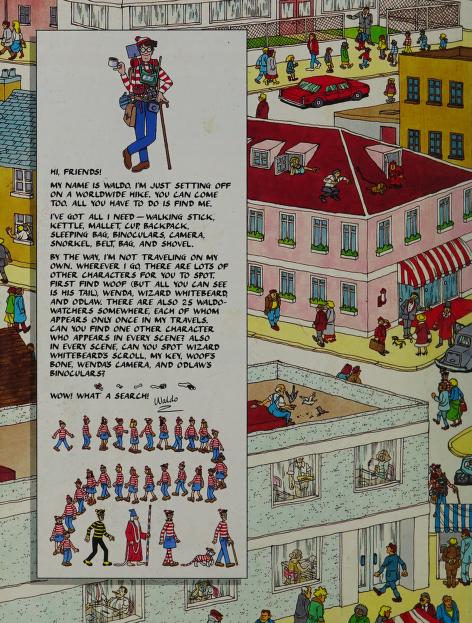 HI, FRIENDS!
MY NAME IS WALDO. I'M JUST SETTING OFF
ON A WORLDWIDE HIKE. YOU CAN COME
TOO. ALL YOU HAVE TO DO IS FIND ME.
I'VE GOT ALL I NEED — WALKING STICK,
KETTLE, MALLET, CUP, BACKPACK,
SLEEPING BAG, BINOCULARS, CAMERA,
SNORKEL, BELT, BAG, AND SHOVEL.
BY THE WAY, I'M NOT TRAVELING ON MY
OWN. WHEREVER I GO, THERE ARE LOTS OF
OTHER CHARACTERS FOR YOU TO SPOT.
FIRST FIND WOOF (BUT ALL YOU CAN SEE
IS HIS TAIL), WENDA, WIZARD WHITEBEARD
AND ODLAW. THERE ARE ALSO 25 WALDO-
WATCHERS SOMEWHERE, EACH OF WHOM
APPEARS ONLY ONCE IN MY TRAVELS.
CAN YOU FIND ONE OTHER CHARACTER
WHO APPEARS IN EVERY SCENE? ALSO
IN EVERY SCENE, CAN YOU SPOT WIZARD
WHITEBEARD'S SCROLL, MY KEY, WOOF'S
BONE, WENDA'S CAMERA, AND ODLAW'S
BINOCULARS?
WOW! WHAT A SEARCH!
Waldo